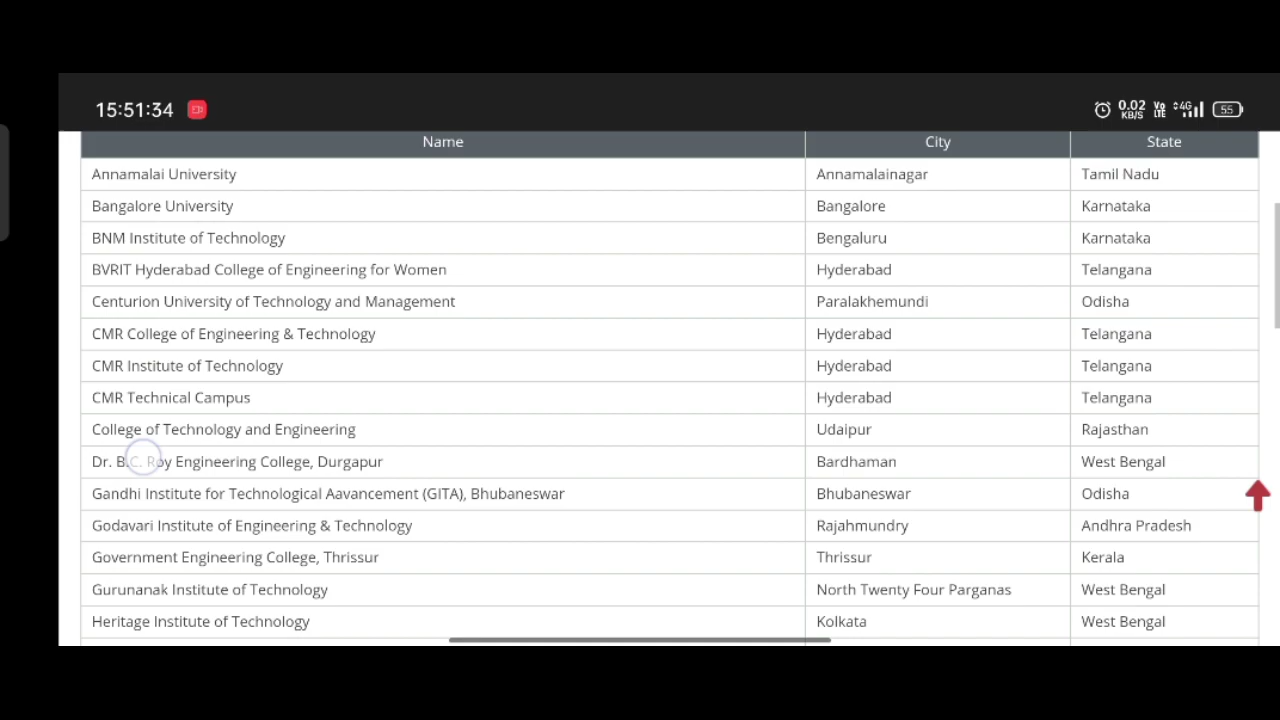 15:51:34 0.02 KB/S Vo LTE 4G 55
Name City State
Annamalai University Annamalainagar Tamil Nadu
Bangalore University Bangalore Karnataka
BNM Institute of Technology Bengaluru Karnataka
BVRIT Hyderabad College of Engineering for Women Hyderabad Telangana
Centurion University of Technology and Management Paralakhemundi Odisha
CMR College of Engineering & Technology Hyderabad Telangana
CMR Institute of Technology Hyderabad Telangana
CMR Technical Campus Hyderabad Telangana
College of Technology and Engineering Udaipur Rajasthan
Dr. B.C. Roy Engineering College, Durgapur Bardhaman West Bengal
Gandhi Institute for Technological Aavancement (GITA), Bhubaneswar Bhubaneswar Odisha
Godavari Institute of Engineering & Technology Rajahmundry Andhra Pradesh
Government Engineering College, Thrissur Thrissur Kerala
Gurunanak Institute of Technology North Twenty Four Parganas West Bengal
Heritage Institute of Technology Kolkata West Bengal